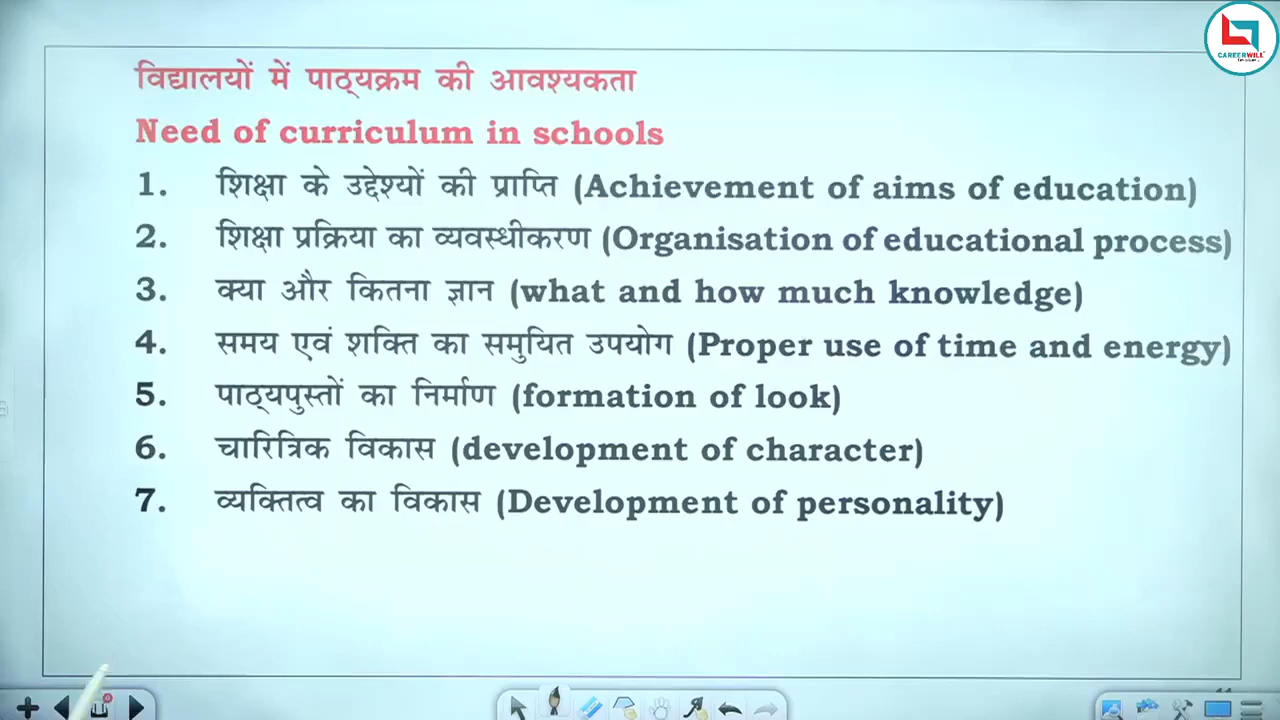 CAREERWILL
विद्यालयों में पाठ्यक्रम की आवश्यकता
Need of curriculum in schools
1. शिक्षा के उद्देश्यों की प्राप्ति (Achievement of aims of education)
2. शिक्षा प्रक्रिया का व्यवस्थीकरण (Organisation of educational process)
3. क्या और कितना ज्ञान (what and how much knowledge)
4. समय एवं शक्ति का समुयित उपयोग (Proper use of time and energy)
5. पाठ्यपुस्तों का निर्माण (formation of look)
6. चारित्रिक विकास (development of character)
7. व्यक्तित्व का विकास (Development of personality)